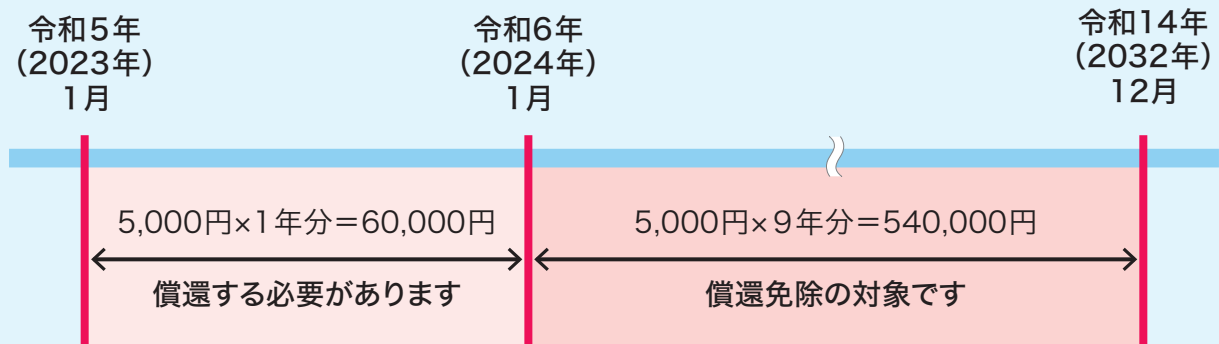 令和5年
（2023年）
1月
令和6年
（2024年）
1月
令和14年
（2032年）
12月
5,000円×1年分＝60,000円
5,000円×9年分＝540,000円
償還する必要があります
償還免除の対象です